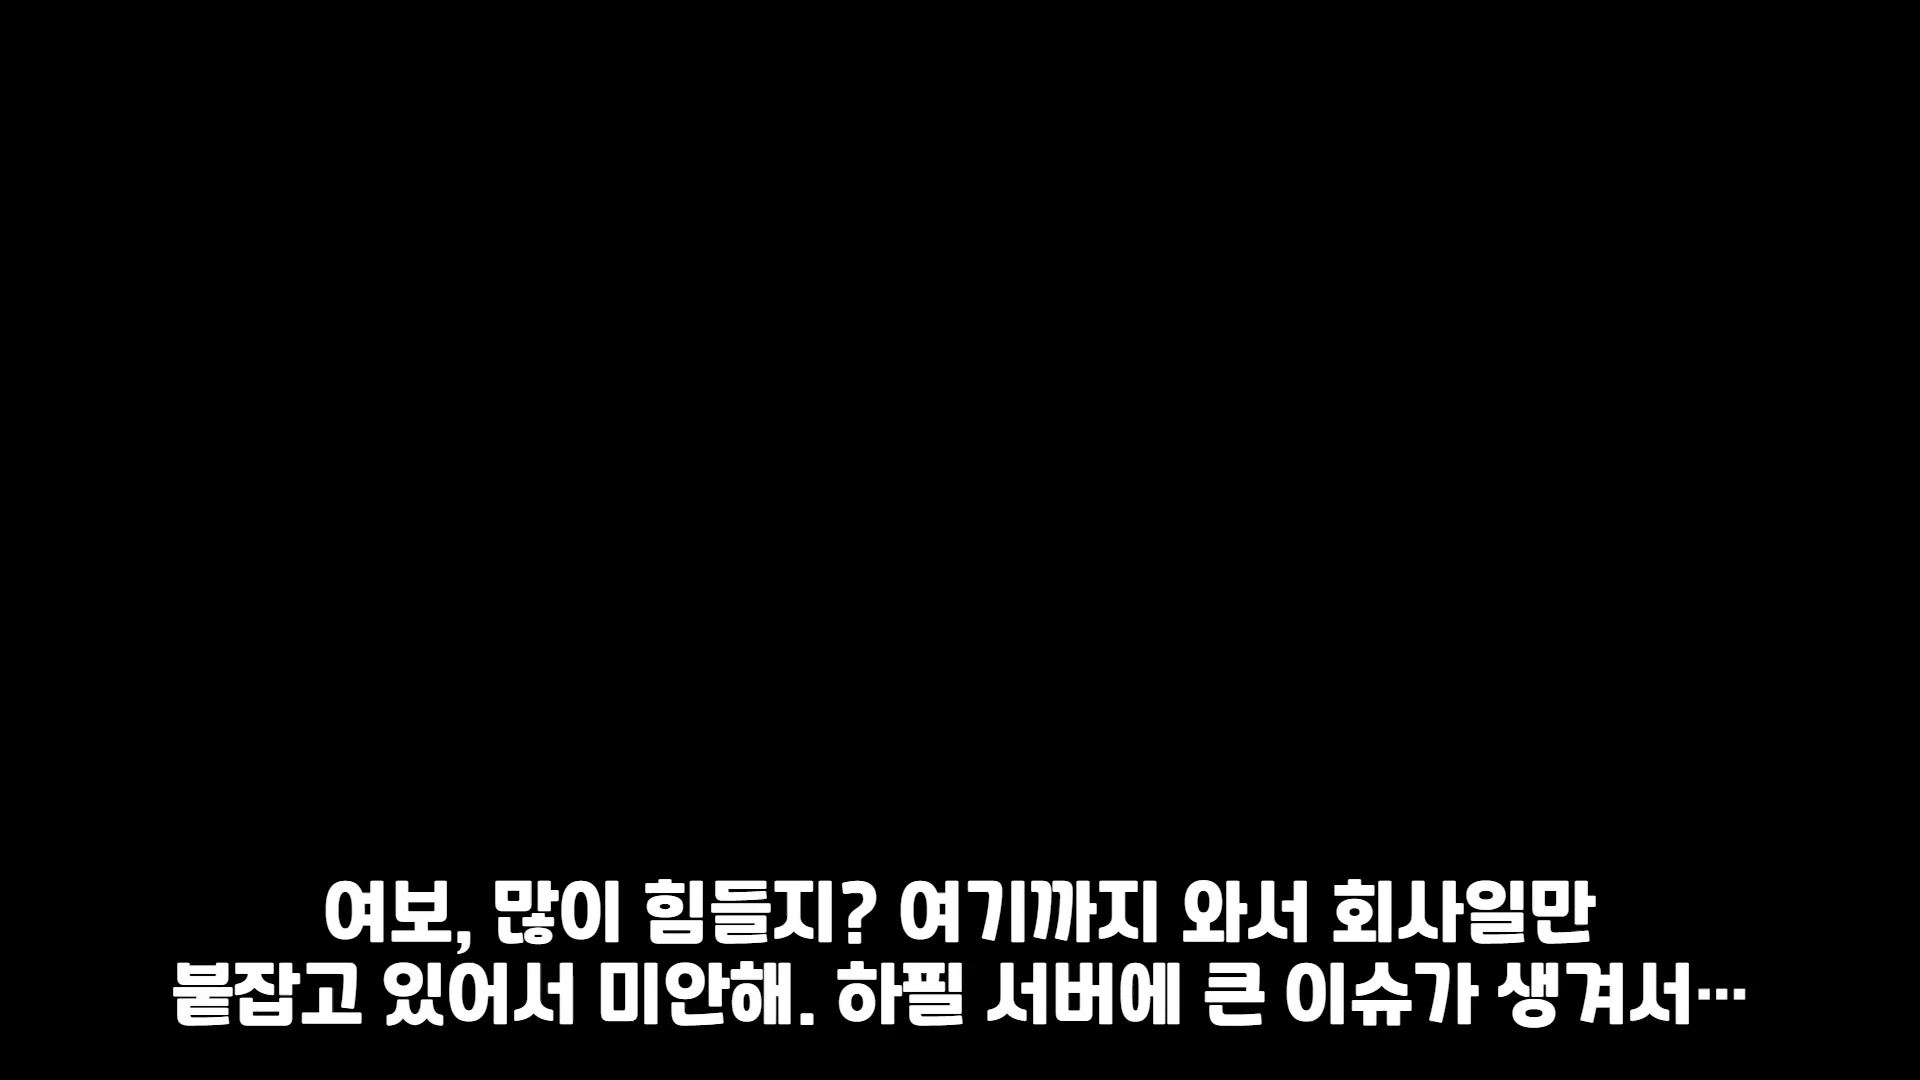 여보, 많이 힘들지? 여기까지 와서 회사일만
붙잡고 있어서 미안해. 하필 서버에 큰 이슈가 생겨서…